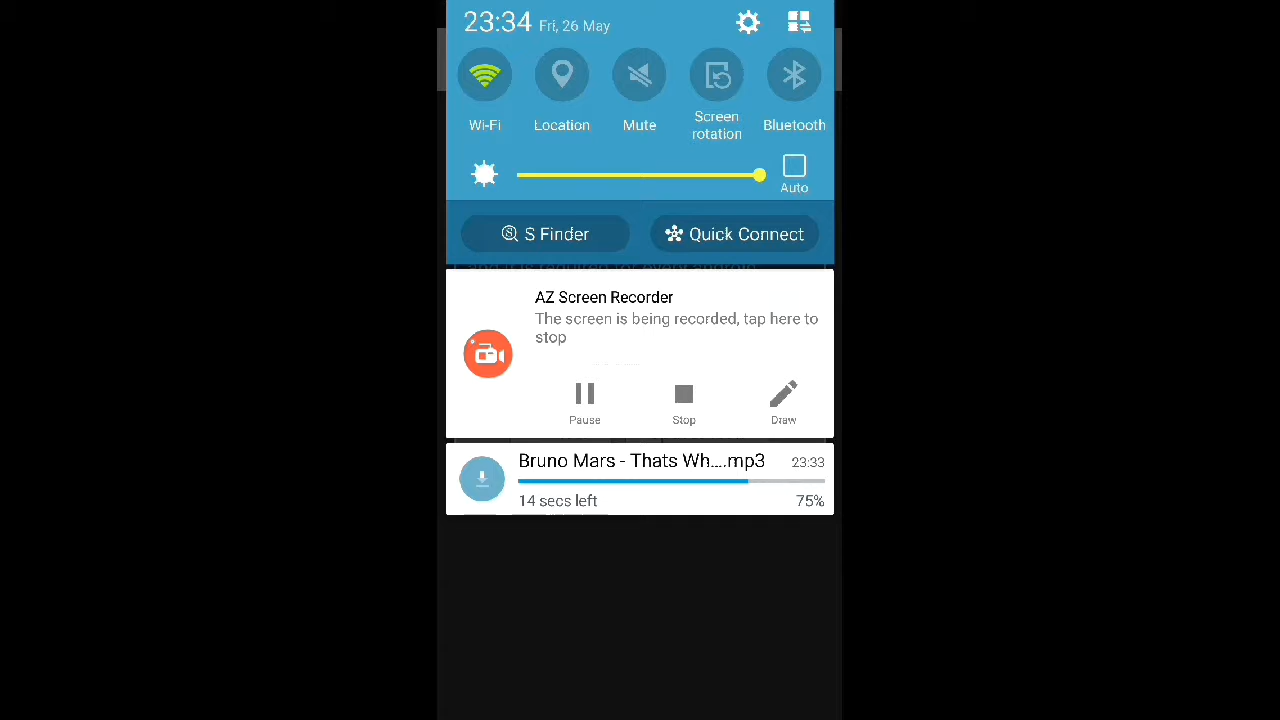 23:34 Fri, 26 May
Wi-Fi
Location
Mute
Screen
rotation
Bluetooth
Auto
S Finder
Quick Connect
AZ Screen Recorder
The screen is being recorded, tap here to
stop
Pause
Stop
Draw
Bruno Mars - Thats Wh....mp3 23:33
14 secs left 75%